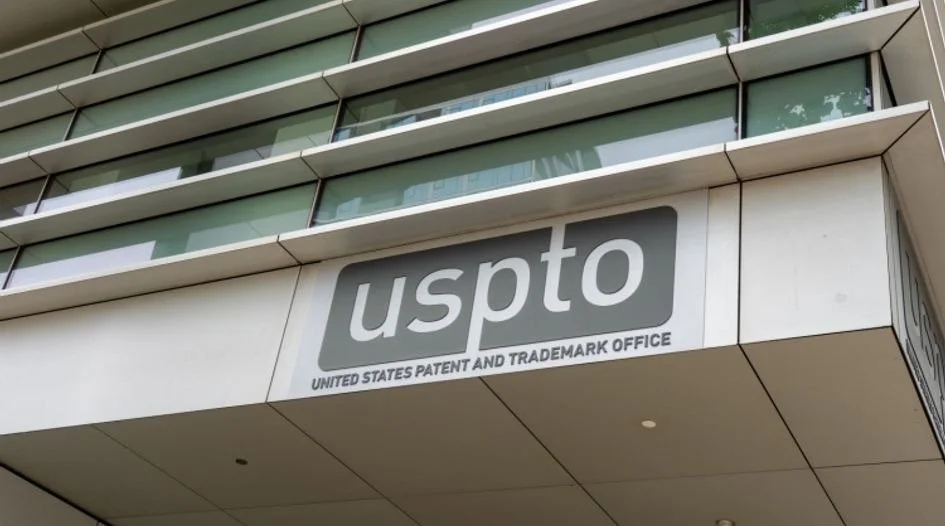 uspto
UNITED STATES PATENT AND TRADEMARK OFFICE